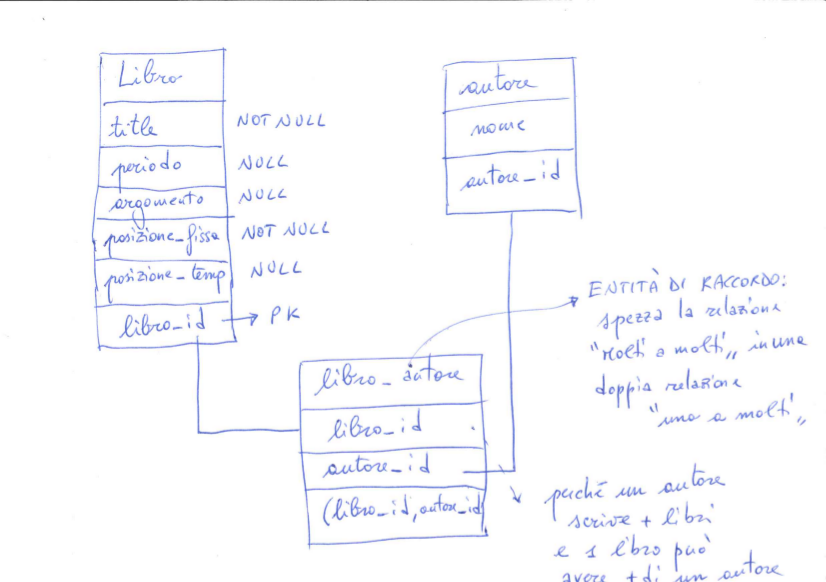 Libro
title NOT NULL
periodo NULL
argomento NULL
posizione_fissa NOT NULL
posizione_temp NULL
libro_id → PK
autore
nome
autore_id
libro_autore
libro_id
autore_id
(libro_id, autore_id
ENTITÀ DI RACCORDO:
spezza la relazione
"molti a molti" in una
doppia relazione
"uno a molti"
perché un autore
scrive + libri
e 1 libro può
avere + di un autore